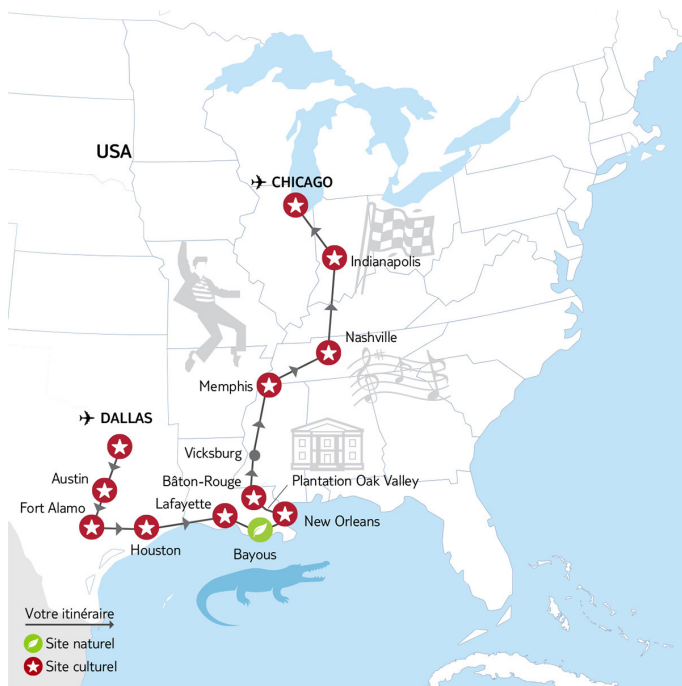 USA
CHICAGO
Indianapolis
Nashville
Memphis
DALLAS
Vicksburg
Austin
Bâton-Rouge
Plantation Oak Valley
Lafayette
Fort Alamo
New Orleans
Houston
Bayous
Votre itinéraire
Site naturel
Site culturel